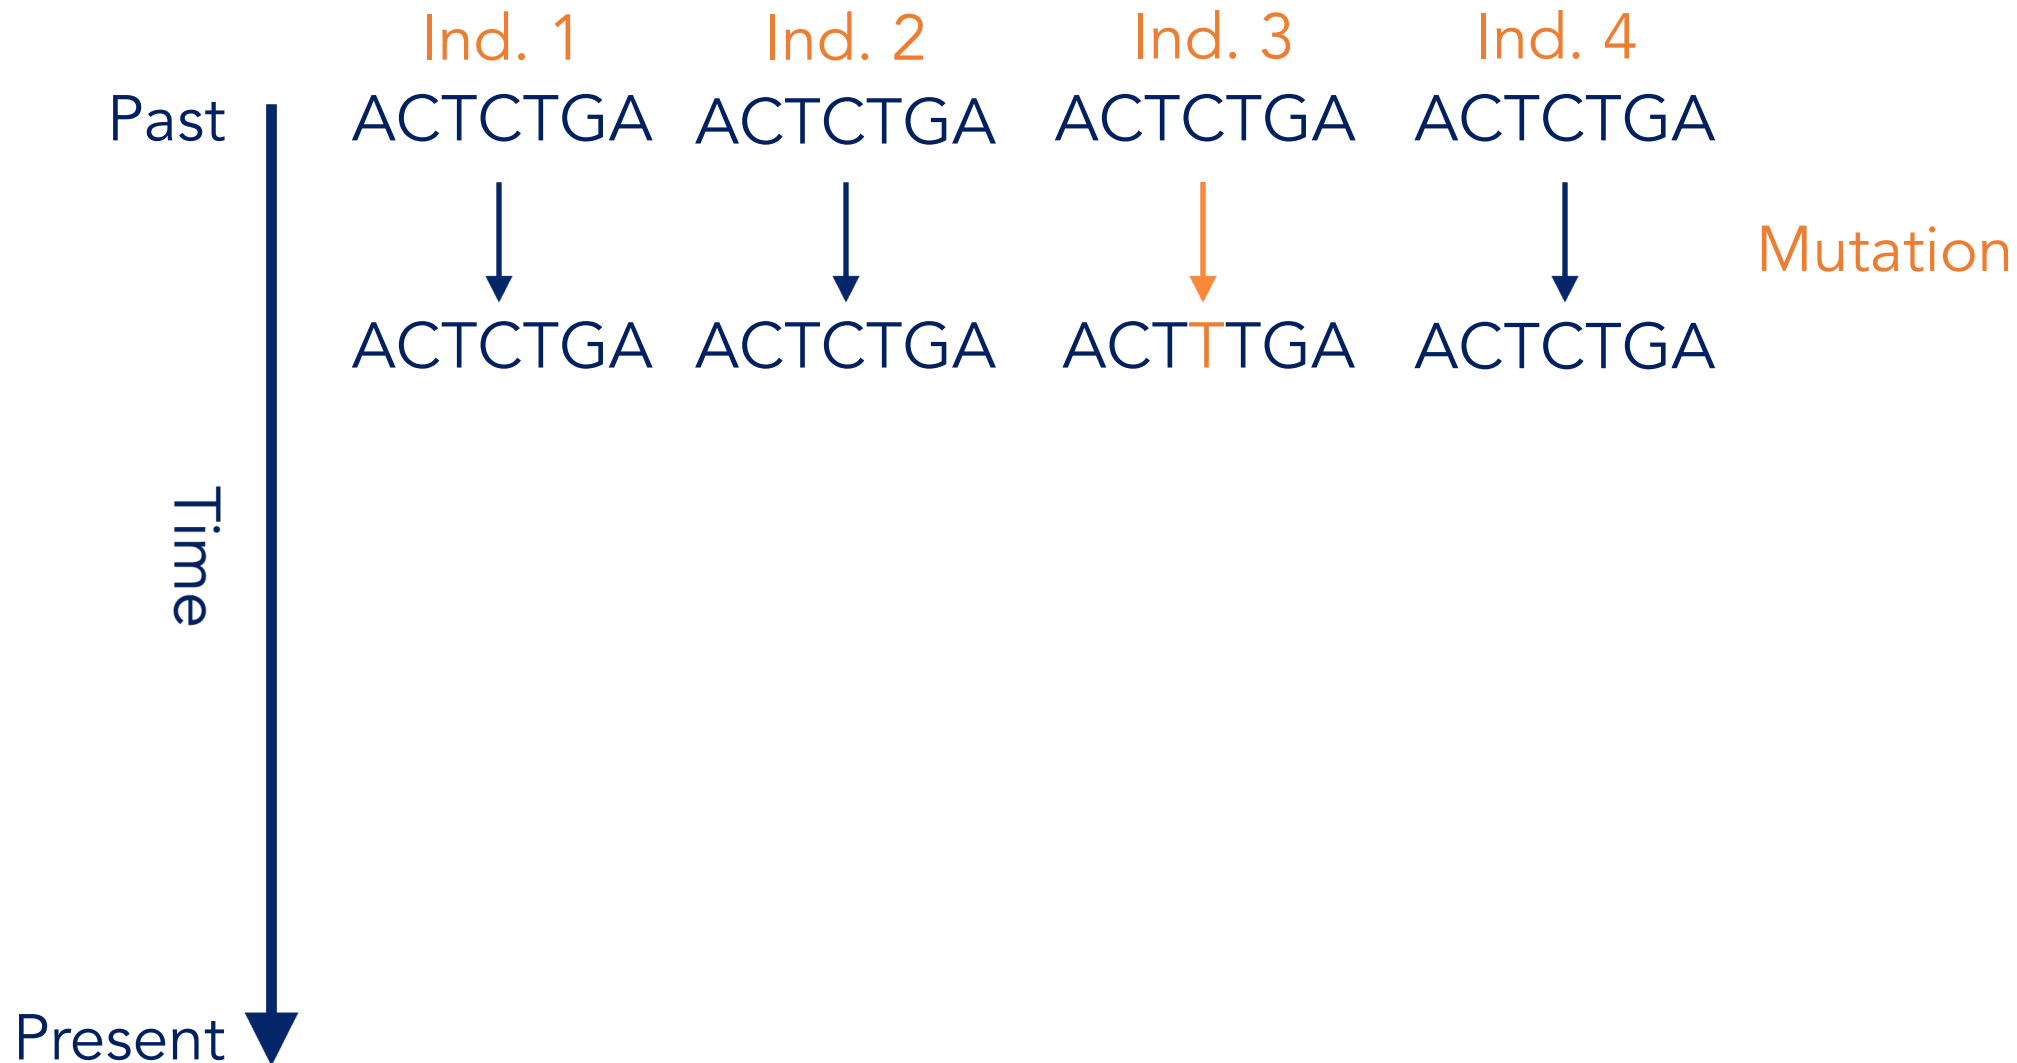 Ind. 1 Ind. 2 Ind. 3 Ind. 4
Past ACTCTGA ACTCTGA ACTCTGA ACTCTGA
Mutation
ACTCTGA ACTCTGA ACTTTGA ACTCTGA
Time
Present